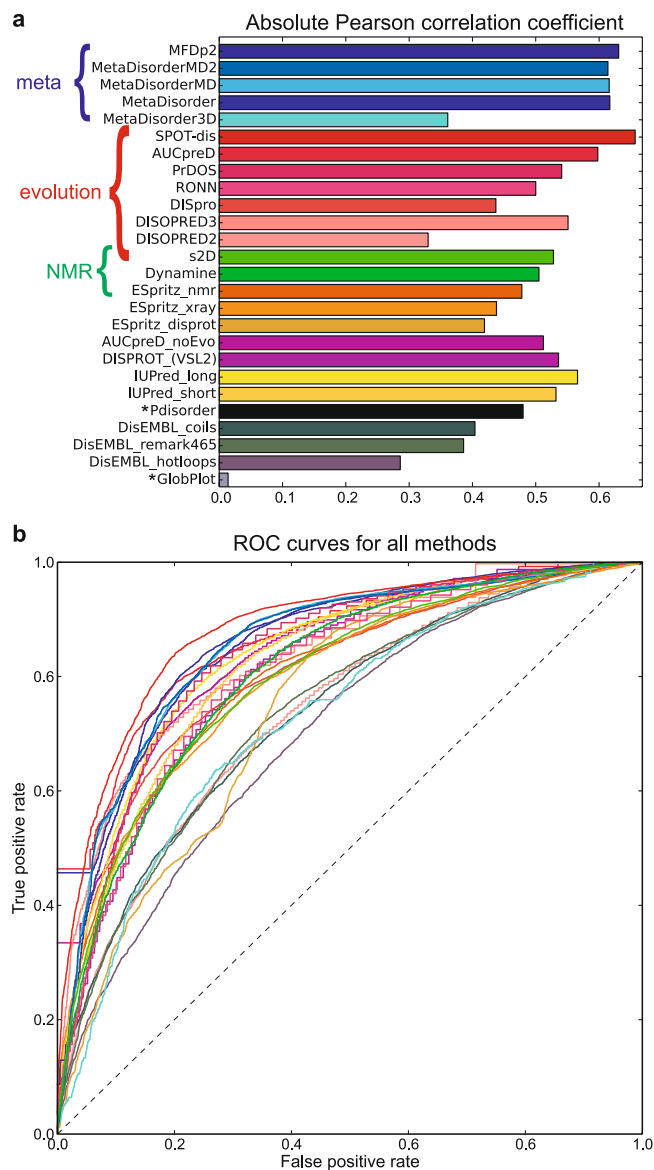 a
Absolute Pearson correlation coefficient
meta
evolution
NMR
MFDp2
MetaDisorderMD2
MetaDisorderMD
MetaDisorder
MetaDisorder3D
SPOT-dis
AUCpreD
PrDOS
RONN
DISpro
DISOPRED3
DISOPRED2
s2D
Dynamine
ESpritz_nmr
ESpritz_xray
ESpritz_disprot
AUCpreD_noEvo
DISPROT_(VSL2)
IUPred_long
IUPred_short
*Pdisorder
DisEMBL_coils
DisEMBL_remark465
DisEMBL_hotloops
*GlobPlot
0.0 0.1 0.2 0.3 0.4 0.5 0.6
b
ROC curves for all methods
True positive rate
1.0
0.6
0.6
0.4
0.2
0.0
0.0 0.2 0.4 0.6 0.6 1.0
False positive rate